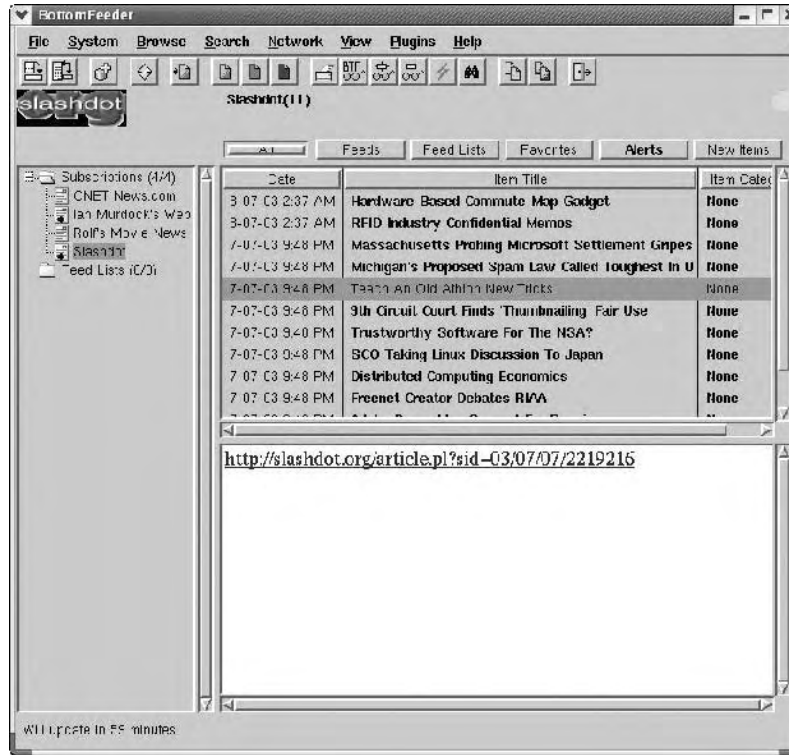 BottomFeeder
File System Browse Search Network View Plugins Help
BTF
slashdot
Slashdot(11)
All Feeds Feed Lists Favorites Alerts New Items
Subscriptions (4/4)
CNET News.com
Ian Murdock's Web
Rolf's Movie News
Slashdot
Feed Lists (0/0)
Date Item Title Item Categ
8-07-03 2:37 AM Hardware Based Commute Map Gadget None
8-07-03 2:37 AM RFID Industry Confidential Memos None
7-07-03 9:48 PM Massachusetts Probing Microsoft Settlement Gripes None
7-07-03 9:48 PM Michigan's Proposed Spam Law Called Toughest In U None
7-07-03 9:48 PM Teach An Old Athlon New Tricks None
7-07-03 9:48 PM 9th Circuit Court Finds 'Thumbnailing' Fair Use None
7-07-03 9:48 PM Trustworthy Software For The NSA? None
7-07-03 9:48 PM SCO Taking Linux Discussion To Japan None
7-07-03 9:48 PM Distributed Computing Economics None
7-07-03 9:48 PM Freenet Creator Debates RIAA None
http://slashdot.org/article.pl?sid=03/07/07/2219216
Will update in 59 minutes